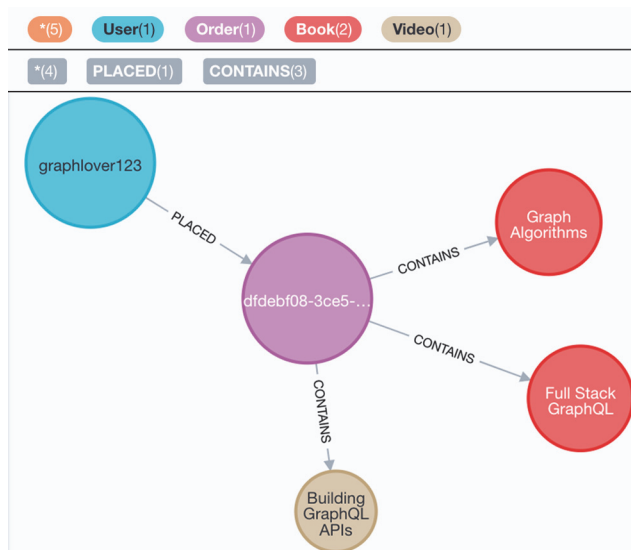 *(5) User(1) Order(1) Book(2) Video(1)
*(4) PLACED(1) CONTAINS(3)
graphlover123
PLACED
dfdebf08-3ce5-...
CONTAINS
Graph
Algorithms
CONTAINS
Full Stack
GraphQL
CONTAINS
Building
GraphQL
APIs